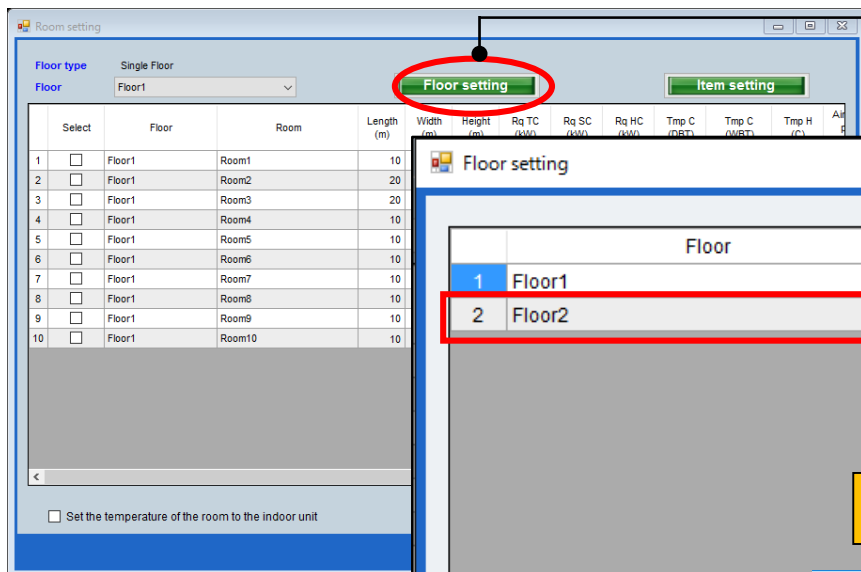 Room setting
Floor type Single Floor
Floor Floor1 Floor setting Item setting
Select Floor Room Length (m) Width (m) Height (m) Rq TC (kW) Rq SC (kW) Rq HC (kW) Tmp C (DBT) Tmp C (WBT) Tmp H (C) Air
1 Floor1 Room1 10
2 Floor1 Room2 20
3 Floor1 Room3 20
4 Floor1 Room4 10
5 Floor1 Room5 10
6 Floor1 Room6 10
7 Floor1 Room7 10
8 Floor1 Room8 10
9 Floor1 Room9 10
10 Floor1 Room10 10
Set the temperature of the room to the indoor unit
Floor setting
Floor
1 Floor1
2 Floor2